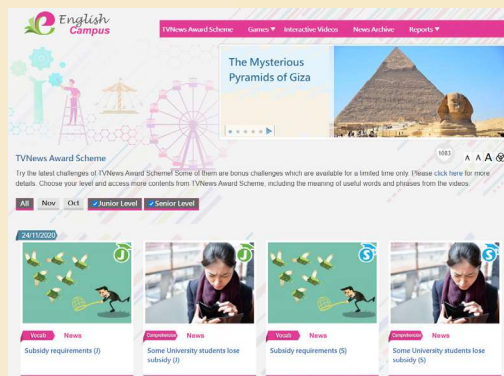 English
Campus
TVNews Award Scheme Games ▼ Interactive Videos News Archive Reports ▼
The Mysterious
Pyramids of Giza
1083
A A A
TVNews Award Scheme
Try the latest challenges of TVNews Award Scheme! Some of them are bonus challenges which are available for a limited time only. Please click here for more
details. Choose your level and access more contents from TVNews Award Scheme, including the meaning of useful words and phrases from the videos.
All Nov Oct Junior Level Senior Level
24/11/2020
J J S S
Vocab News Comprehension News Vocab News Comprehension News
Subsidy requirements (J) Some University students lose Subsidy requirements (S) Some University students lose
subsidy (J) subsidy (S)